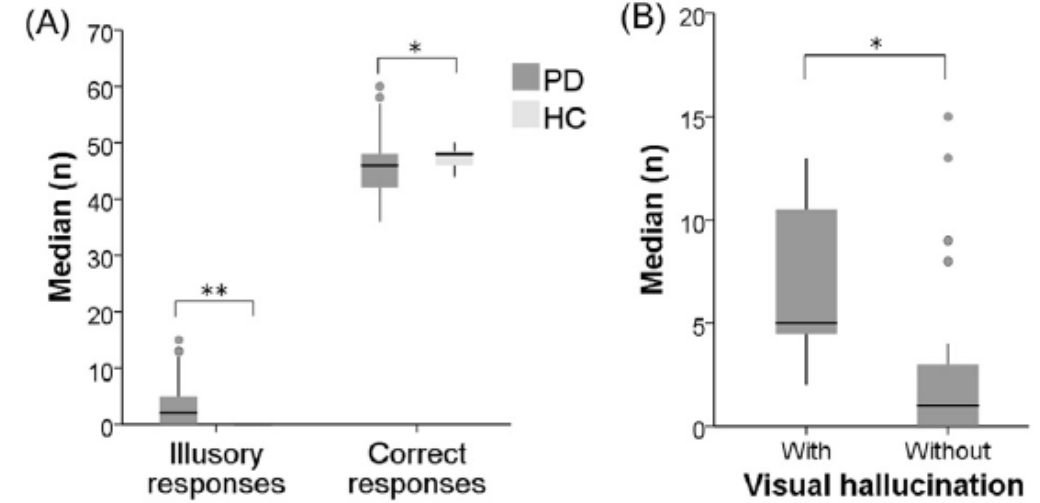 (A)
70
60
50
40
30
20
10
0
Median (n)
**
*
PD
HC
Illusory
responses
Correct
responses
(B)
20
15
10
5
0
Median (n)
*
With
Without
Visual hallucination